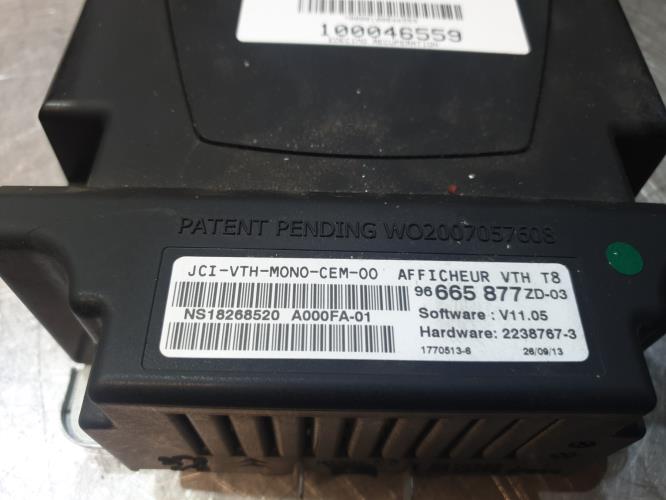 100046559
PATENT PENDING WO2007057608
JCI-VTH-MONO-CEM-00 AFFICHEUR VTH T8
96 665 877 ZD-03
NS18268520 A000FA-01 Software : V11.05
Hardware: 2238767-3
1770513-6 26/09/13